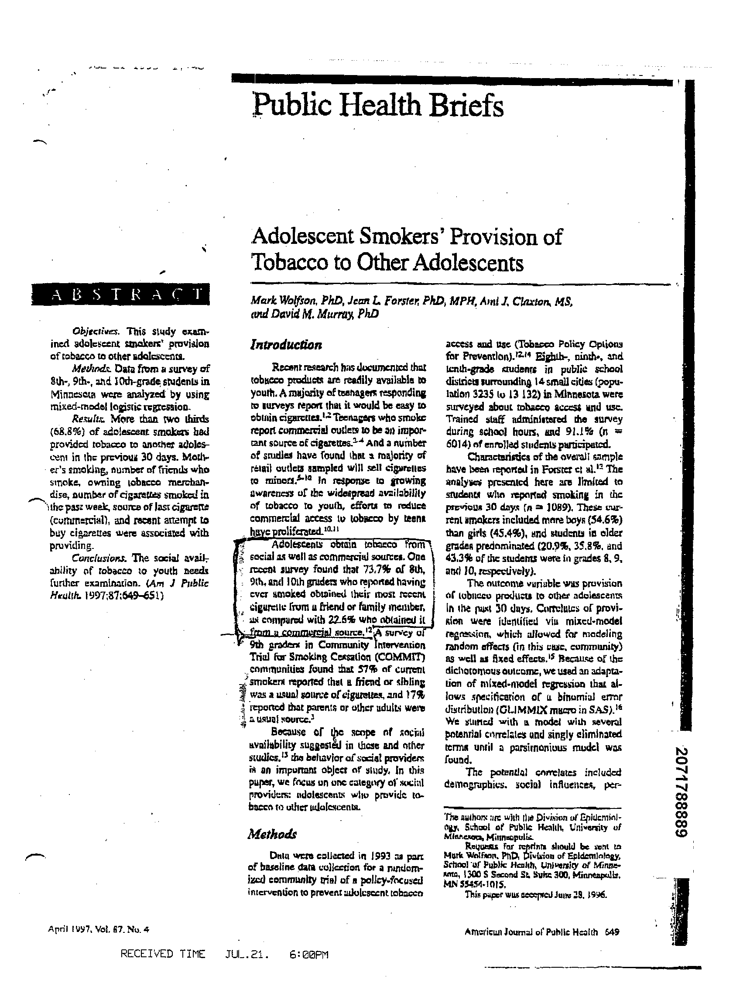 Public Health Briefs
Adolescent Smokers' Provision of
Tobacco to Other Adolescents
Mark Wolfson, PhD, Jean L. Forster, PhD, MPH, Ami J. Claxton, MS,
and David M. Murray, PhD
ABSTRACT
Objectives. This study exam-
ined adolescent smokers' provision
of tobacco to other adolescents.
Methods. Data from a survey of
8th-, 9th-, and 10th-grade students in
Minnesota were analyzed by using
mixed-model logistic regression.
Results. More than two thirds
(68.8%) of adolescent smokers had
provided tobacco to another adoles-
cent in the previous 30 days. Moth-
er's smoking, number of friends who
smoke, owning tobacco merchan-
dise, number of cigarettes smoked in
the past week, source of last cigarette
(commercial), and recent attempt to
buy cigarettes were associated with
providing.
Conclusions. The social avail-
ability of tobacco to youth needs
further examination. (Am J Public
Health. 1997;87:649–651)
Introduction
Recent research has documented that
tobacco products are readily available to
youth. A majority of teenagers responding
to surveys report that it would be easy to
obtain cigarettes.1,2 Teenagers who smoke
report commercial outlets to be an impor-
tant source of cigarettes.2-4 And a number
of studies have found that a majority of
retail outlets sampled will sell cigarettes
to minors.5-10 In response to growing
awareness of the widespread availability
of tobacco to youth, efforts to reduce
commercial access to tobacco by teens
have proliferated.10,11
Adolescents obtain tobacco from
social as well as commercial sources. One
recent survey found that 73.7% of 8th,
9th, and 10th graders who reported having
ever smoked obtained their most recent
cigarette from a friend or family member,
as compared with 22.6% who obtained it
from a commercial source.12 A survey of
9th graders in Community Intervention
Trial for Smoking Cessation (COMMIT)
communities found that 57% of current
smokers reported that a friend or sibling
was a usual source of cigarettes, and 17%
reported that parents or other adults were
a usual source.3
Because of the scope of social
availability suggested in these and other
studies,13 the behavior of social providers
is an important object of study. In this
paper, we focus on one category of social
providers: adolescents who provide to-
bacco to other adolescents.
Methods
Data were collected in 1993 as part
of baseline data collection for a random-
ized community trial of a policy-focused
intervention to prevent adolescent tobacco
access and use (Tobacco Policy Options
for Prevention).12,14 Eighth-, ninth-, and
tenth-grade students in public school
districts surrounding 14 small cities (popu-
lation 3235 to 13 132) in Minnesota were
surveyed about tobacco access and use.
Trained staff administered the survey
during school hours, and 91.1% (n =
6014) of enrolled students participated.
Characteristics of the overall sample
have been reported in Forster et al.12 The
analyses presented here are limited to
students who reported smoking in the
previous 30 days (n = 1089). These cur-
rent smokers included more boys (54.6%)
than girls (45.4%), and students in older
grades predominated (20.9%, 35.8%, and
43.3% of the students were in grades 8, 9,
and 10, respectively).
The outcome variable was provision
of tobacco products to other adolescents
in the past 30 days. Correlates of provi-
sion were identified via mixed-model
regression, which allowed for modeling
random effects (in this case, community)
as well as fixed effects.15 Because of the
dichotomous outcome, we used an adapta-
tion of mixed-model regression that al-
lows specification of a binomial error
distribution (GLIMMIX macro in SAS).16
We started with a model with several
potential correlates and singly eliminated
terms until a parsimonious model was
found.
The potential correlates included
demographics, social influences, per-
The authors are with the Division of Epidemiol-
ogy, School of Public Health, University of
Minnesota, Minneapolis.
Requests for reprints should be sent to
Mark Wolfson, PhD, Division of Epidemiology,
School of Public Health, University of Minne-
sota, 1300 S Second St, Suite 300, Minneapolis,
MN 55454-1015.
This paper was accepted June 28, 1996.
2071788889
April 1997, Vol. 87, No. 4
American Journal of Public Health 649
RECEIVED TIME JUL.21. 6:00PM